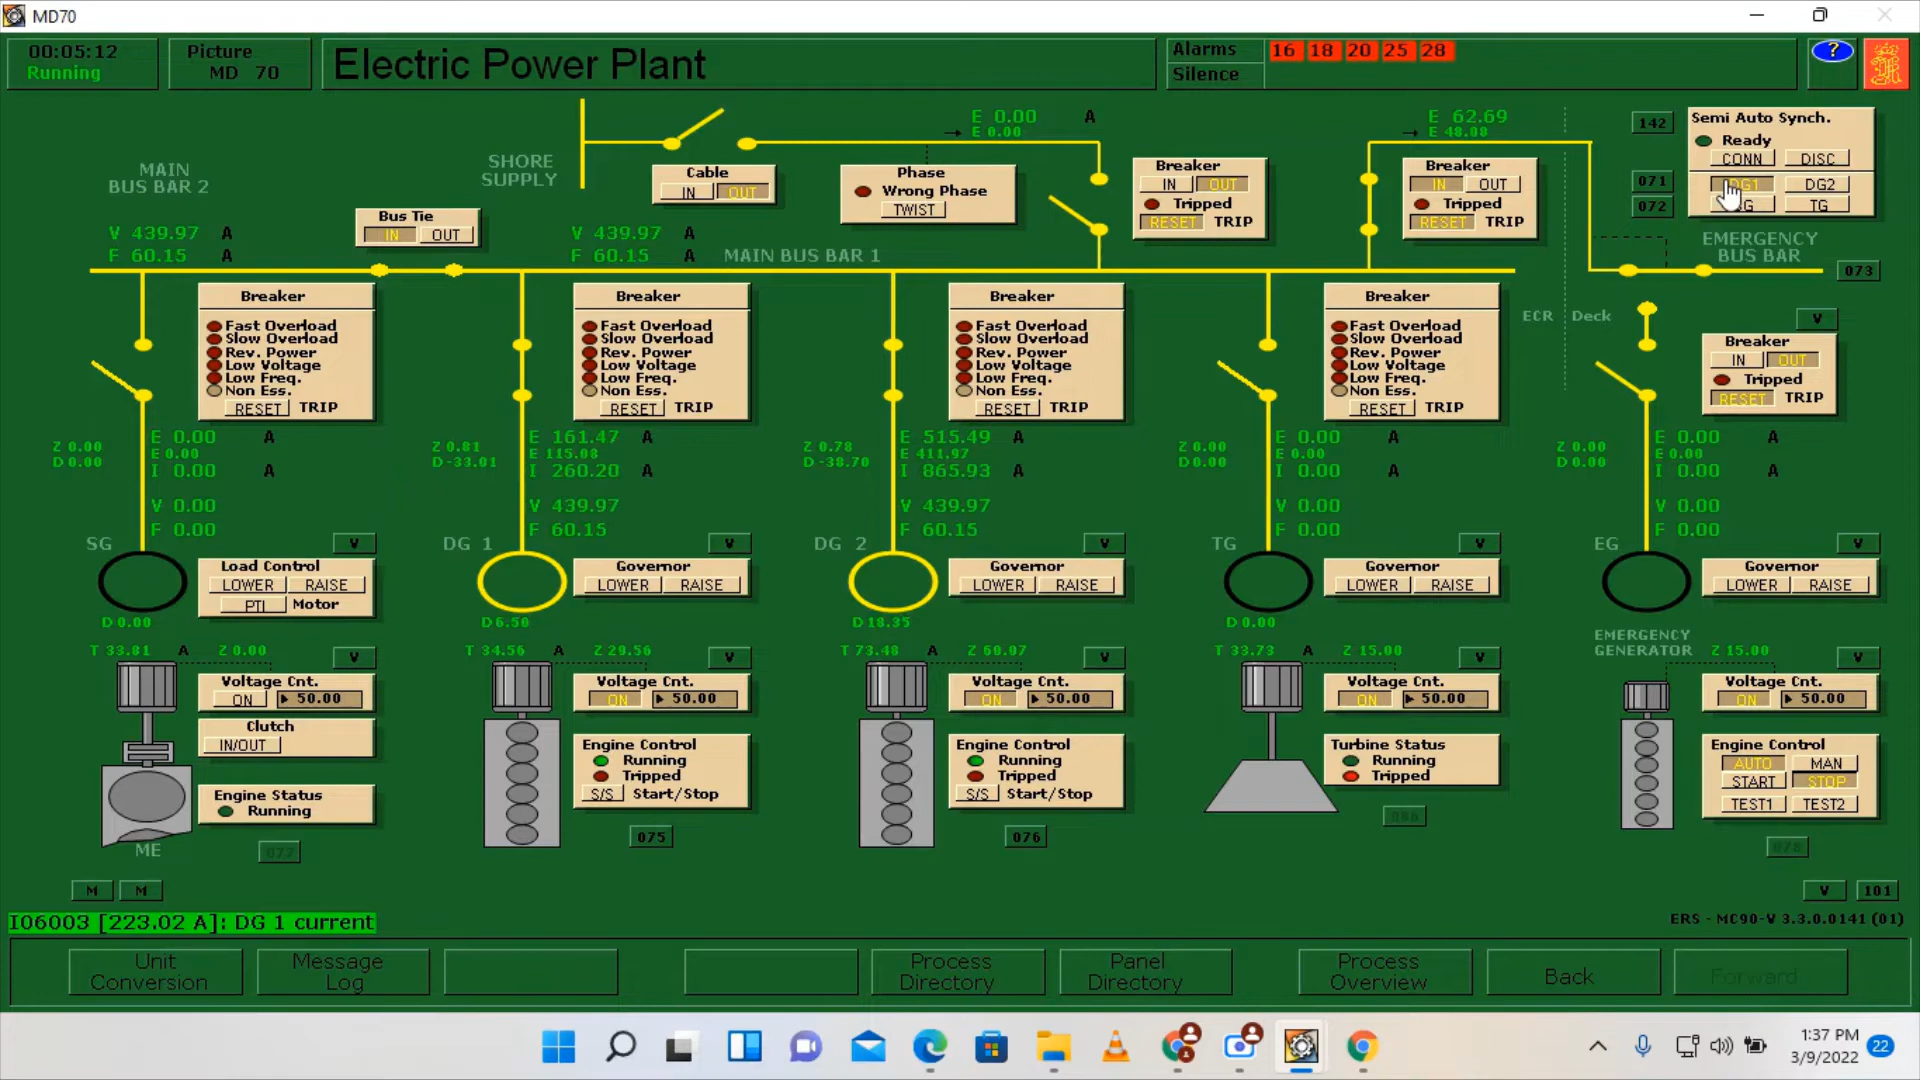 MD70
00:05:12
Running
Picture
MD 70
Electric Power Plant
Alarms
Silence
16 18 20 25 28
?
MAIN
BUS BAR 2
SHORE
SUPPLY
Cable
IN OUT
Phase
Wrong Phase
TWIST
E 0.00 A
E 0.00
Breaker
IN OUT
Tripped
RESET TRIP
E 62.69
E 48.08
Breaker
IN OUT
Tripped
RESET TRIP
142
071
072
Semi Auto Synch.
Ready
CONN DISC
DG1 DG2
TG
EMERGENCY
BUS BAR
073
Bus Tie
IN OUT
V 439.97 A
F 60.15 A
V 439.97 A
F 60.15 A
MAIN BUS BAR 1
ECR Deck
Breaker
Fast Overload
Slow Overload
Rev. Power
Low Voltage
Low Freq.
Non Ess.
RESET TRIP
Breaker
Fast Overload
Slow Overload
Rev. Power
Low Voltage
Low Freq.
Non Ess.
RESET TRIP
Breaker
Fast Overload
Slow Overload
Rev. Power
Low Voltage
Low Freq.
Non Ess.
RESET TRIP
Breaker
Fast Overload
Slow Overload
Rev. Power
Low Voltage
Low Freq.
Non Ess.
RESET TRIP
V
Breaker
IN OUT
Tripped
RESET TRIP
Z 0.00
D 0.00
E 0.00 A
E 0.00
I 0.00 A
V 0.00
F 0.00
Z 0.81
D -33.01
E 161.47 A
E 115.08
I 260.20 A
V 439.97
F 60.15
Z 0.78
D -38.70
E 515.49 A
E 411.97
I 865.93 A
V 439.97
F 60.15
Z 0.00
D 0.00
E 0.00 A
E 0.00
I 0.00 A
V 0.00
F 0.00
Z 0.00
D 0.00
E 0.00 A
E 0.00
I 0.00 A
V 0.00
F 0.00
SG V
Load Control
LOWER RAISE
PTI Motor
D 0.00
DG 1 V
Governor
LOWER RAISE
D 6.50
DG 2 V
Governor
LOWER RAISE
D 18.35
TG V
Governor
LOWER RAISE
D 0.00
EG V
Governor
LOWER RAISE
EMERGENCY
GENERATOR
T 33.81 A Z 0.00 V
Voltage Cnt.
ON 50.00
Clutch
IN/OUT
Engine Status
Running
ME
077
T 34.56 A Z 29.56 V
Voltage Cnt.
ON 50.00
Engine Control
Running
Tripped
S/S Start/Stop
075
T 73.48 A Z 69.07 V
Voltage Cnt.
ON 50.00
Engine Control
Running
Tripped
S/S Start/Stop
076
T 33.73 A Z 15.00 V
Voltage Cnt.
ON 50.00
Turbine Status
Running
Tripped
Z 15.00 V
Voltage Cnt.
ON 50.00
Engine Control
AUTO MAN
START STOP
TEST1 TEST2
078
M M
V 101
I06003 [223.02 A]: DG 1 current
ERS - MC90-V 3.3.0.0141 (01)
Unit
Conversion
Message
Log
Process
Directory
Panel
Directory
Process
Overview
Back
Forward
1:37 PM
3/9/2022
22